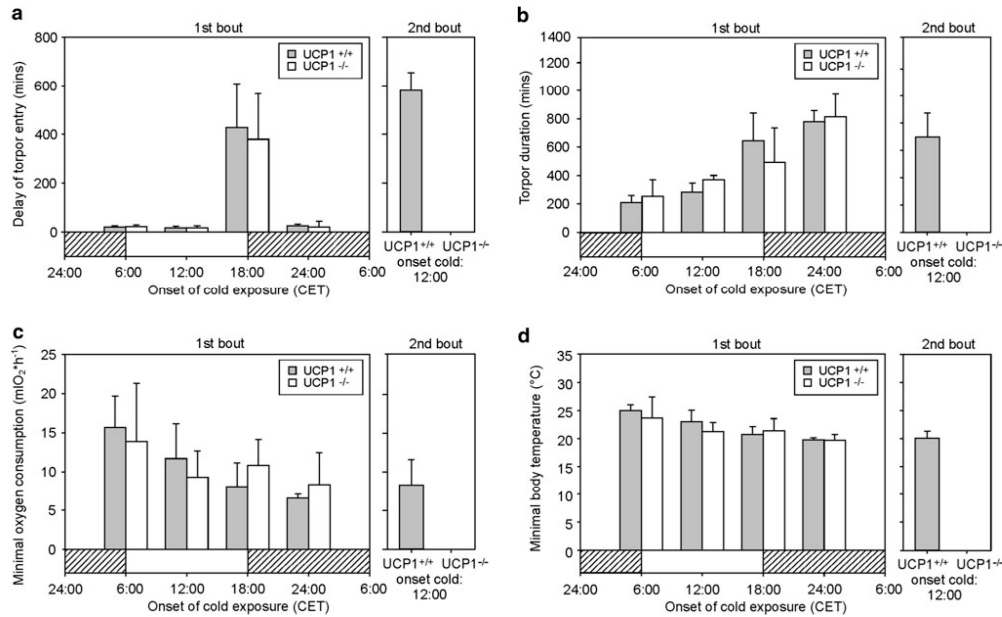 a
1st bout
2nd bout
Delay of torpor entry (mins)
800
600
400
200
0
UCP1 +/+
UCP1 -/-
24:00 6:00 12:00 18:00 24:00 6:00
Onset of cold exposure (CET)
UCP1+/+ UCP1-/-
onset cold:
12:00
b
1st bout
2nd bout
Torpor duration (mins)
1400
1200
1000
800
600
400
200
0
UCP1 +/+
UCP1 -/-
24:00 6:00 12:00 18:00 24:00 6:00
Onset of cold exposure (CET)
UCP1+/+ UCP1-/-
onset cold:
12:00
c
1st bout
2nd bout
Minimal oxygen consumption (mlO2*h-1)
25
20
15
10
5
0
UCP1 +/+
UCP1 -/-
24:00 6:00 12:00 18:00 24:00 6:00
Onset of cold exposure (CET)
UCP1+/+ UCP1-/-
onset cold:
12:00
d
1st bout
2nd bout
Minimal body temperature (°C)
35
30
25
20
15
10
5
0
UCP1 +/+
UCP1 -/-
24:00 6:00 12:00 18:00 24:00 6:00
Onset of cold exposure (CET)
UCP1+/+ UCP1-/-
onset cold:
12:00